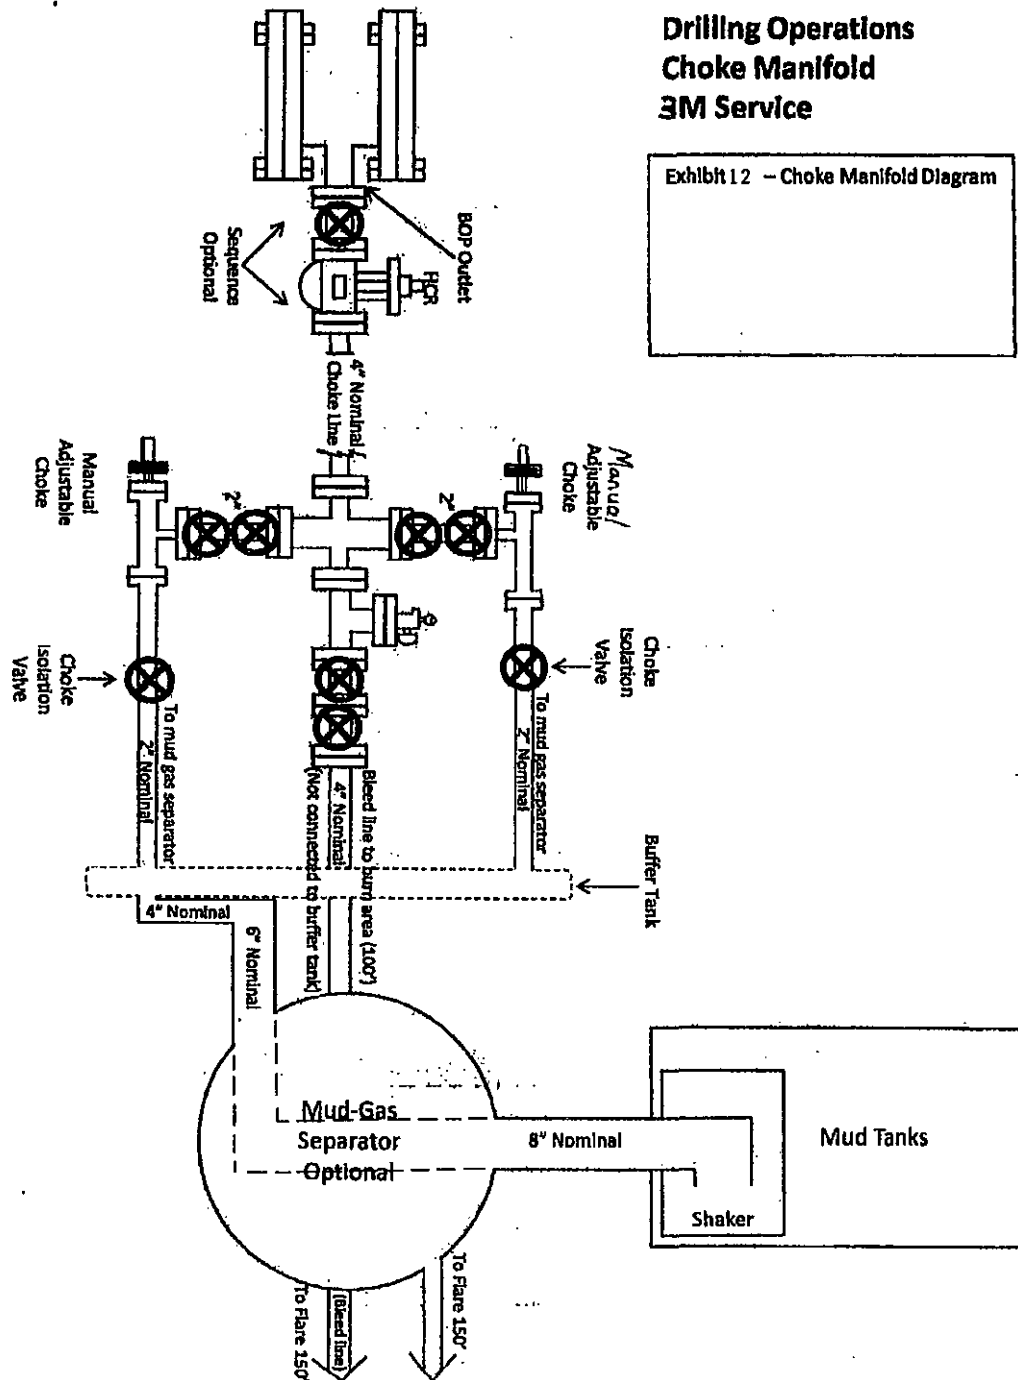 Drilling Operations
Choke Manifold
3M Service
Exhibit 12 – Choke Manifold Diagram
BOP Outlet
HCR
Sequence
Optional
4" Nominal
Choke Line
Manual
Adjustable
Choke
2"
2"
Manual
Adjustable
Choke
Choke
Isolation
Valve
Choke
Isolation
Valve
To mud gas separator
2" Nominal
To mud gas separator
2" Nominal
Bleed line to burn area (100')
4" Nominal
(Not connected to buffer tank)
Buffer Tank
4" Nominal
6" Nominal
Mud-Gas
Separator
Optional
8" Nominal
Mud Tanks
Shaker
To Flare 150'
(Bleed line)
To Flare 150'